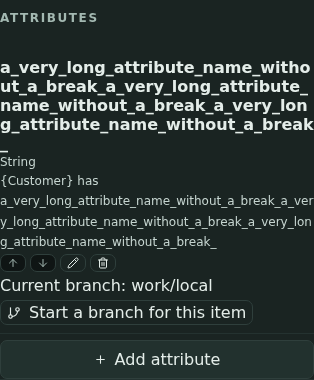 ATTRIBUTES
a_very_long_attribute_name_witho
ut_a_break_a_very_long_attribute_
name_without_a_break_a_very_lon
g_attribute_name_without_a_break
_
String
{Customer} has
a_very_long_attribute_name_without_a_break_a_ver
y_long_attribute_name_without_a_break_a_very_lon
g_attribute_name_without_a_break_
Current branch: work/local
Start a branch for this item
+ Add attribute